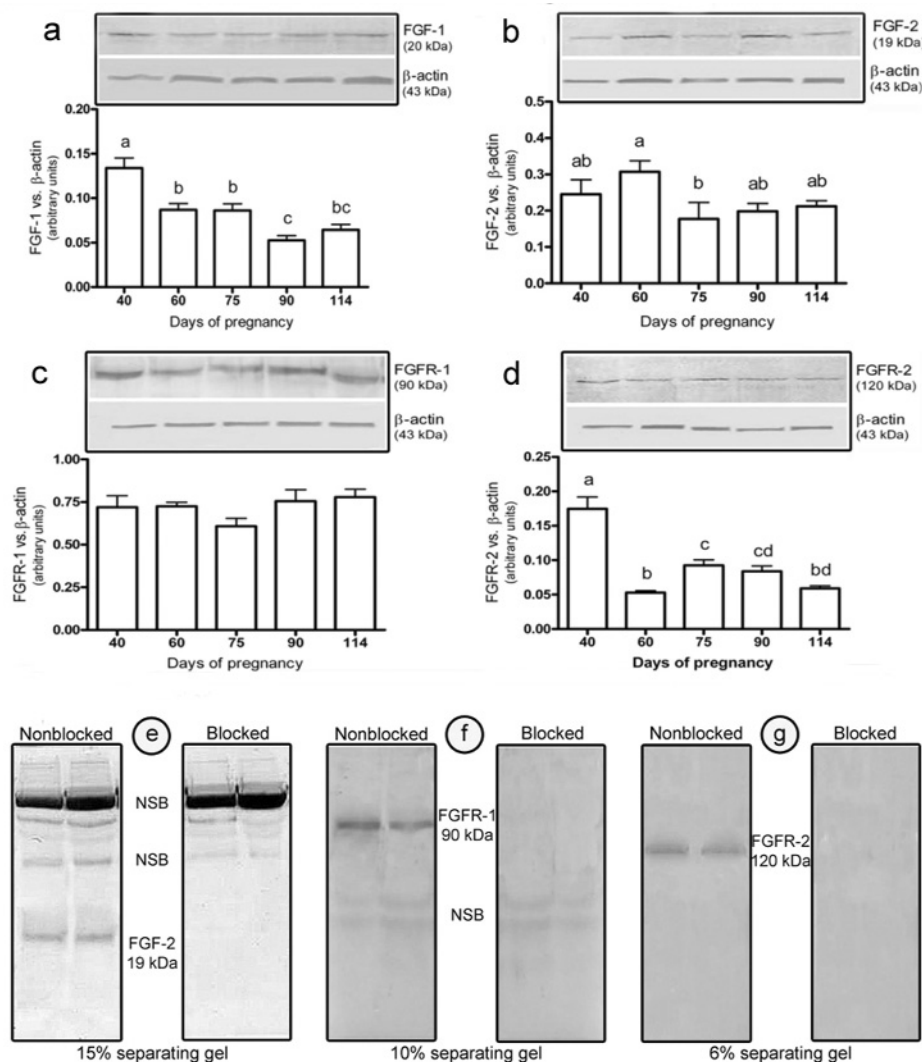 a
FGF-1
(20 kDa)
β-actin
(43 kDa)
FGF-1 vs. β-actin
(arbitrary units)
0.20
0.15
0.10
0.05
0.00
a
b
b
c
bc
40 60 75 90 114
Days of pregnancy
b
FGF-2
(19 kDa)
β-actin
(43 kDa)
FGF-2 vs. β-actin
(arbitrary units)
0.5
0.4
0.3
0.2
0.1
0.0
ab
a
b
ab
ab
40 60 75 90 114
Days of pregnancy
c
FGFR-1
(90 kDa)
β-actin
(43 kDa)
FGFR-1 vs. β-actin
(arbitrary units)
1.00
0.75
0.50
0.25
0.00
40 60 75 90 114
Days of pregnancy
d
FGFR-2
(120 kDa)
β-actin
(43 kDa)
FGFR-2 vs. β-actin
(arbitrary units)
0.25
0.20
0.15
0.10
0.05
0.00
a
b
c
cd
bd
40 60 75 90 114
Days of pregnancy
Nonblocked e Blocked
NSB
NSB
FGF-2
19 kDa
15% separating gel
Nonblocked f Blocked
FGFR-1
90 kDa
NSB
10% separating gel
Nonblocked g Blocked
FGFR-2
120 kDa
6% separating gel